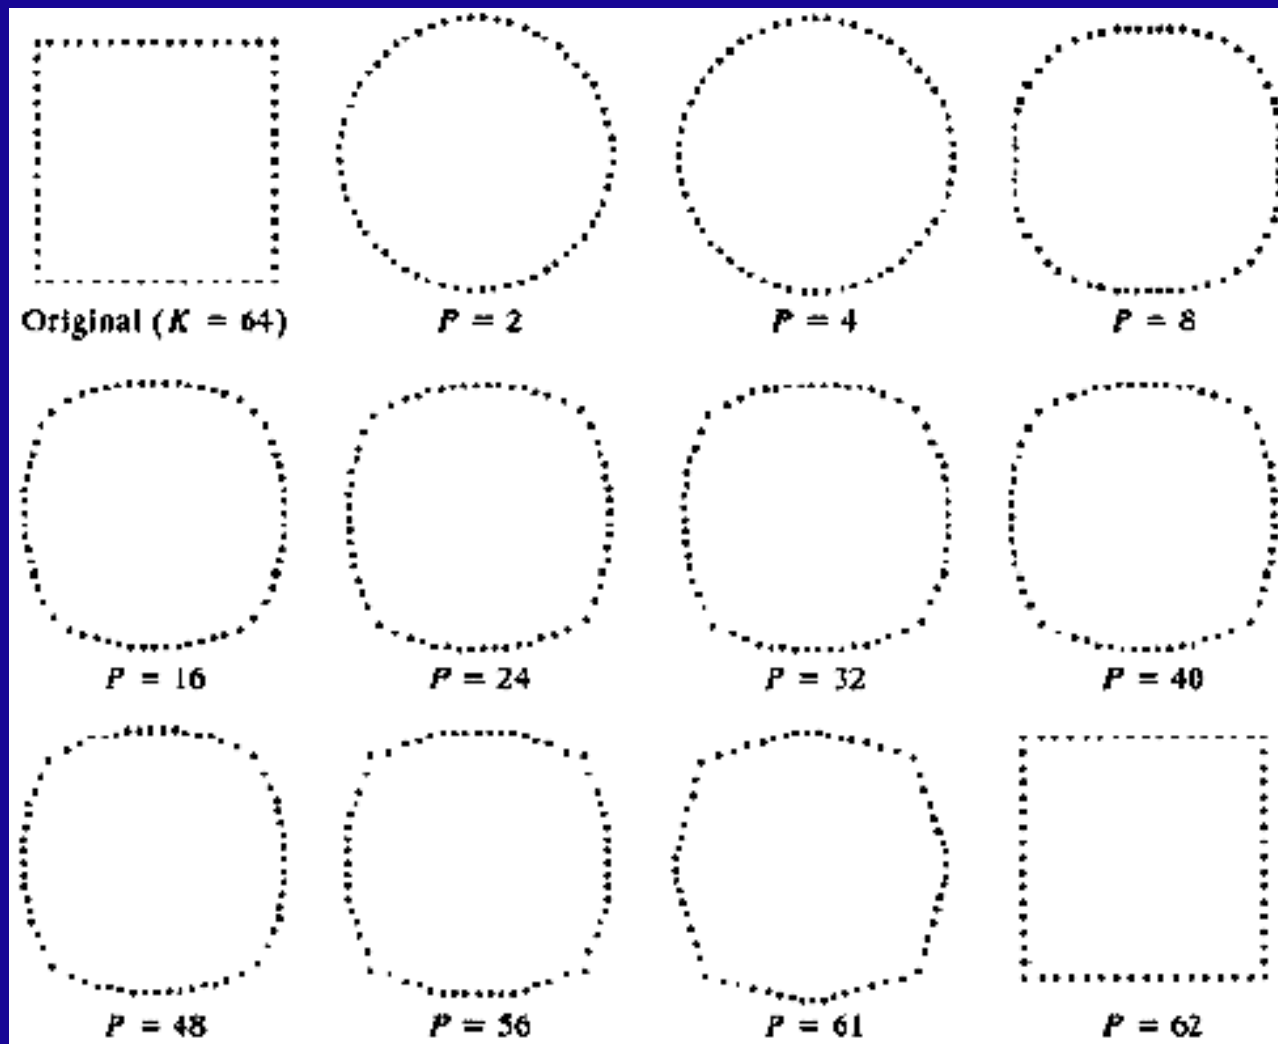 Original (K = 64)
P = 2
P = 4
P = 8
P = 16
P = 24
P = 32
P = 40
P = 48
P = 56
P = 61
P = 62